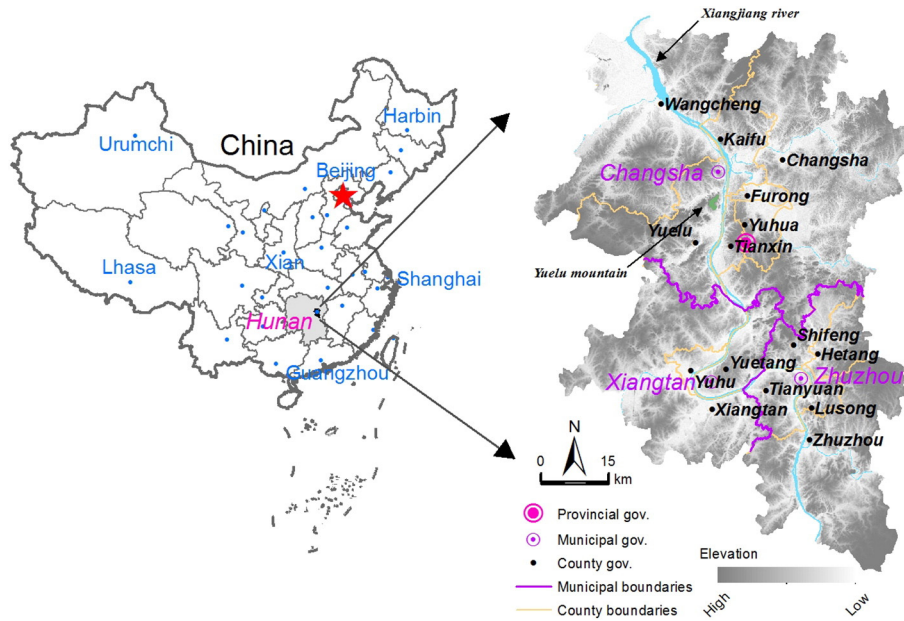 China
Urumchi
Harbin
Beijing
Xian
Lhasa
Shanghai
Hunan
Guangzhou
Xiangjiang river
Wangcheng
Kaifu
Changsha
Changsha
Furong
Yuhua
Yuelu
Tianxin
Yuelu mountain
Shifeng
Hetang
Yuetang
Xiangtan
Yuhu
Zhuzhou
Tianyuan
Xiangtan
Lusong
Zhuzhou
N
0 15
km
Provincial gov.
Municipal gov.
County gov.
Municipal boundaries
County boundaries
Elevation
High
Low